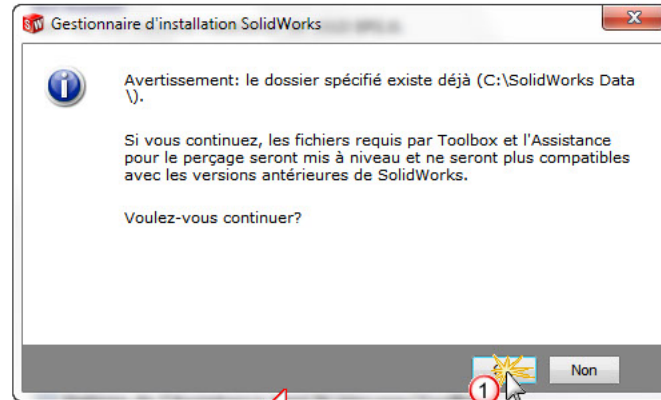 Gestionnaire d'installation SolidWorks
Avertissement: le dossier spécifié existe déjà (C:\SolidWorks Data
\).
Si vous continuez, les fichiers requis par Toolbox et l'Assistance
pour le perçage seront mis à niveau et ne seront plus compatibles
avec les versions antérieures de SolidWorks.
Voulez-vous continuer?
Non
1